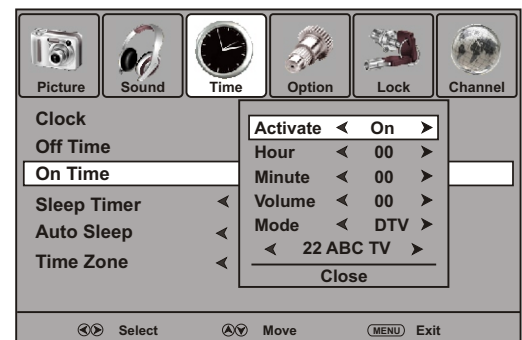 Picture Sound Time Option Lock Channel
Clock
Off Time
On Time
Sleep Timer
Auto Sleep
Time Zone
Activate On
Hour 00
Minute 00
Volume 00
Mode DTV
22 ABC TV
Close
Select Move MENU Exit